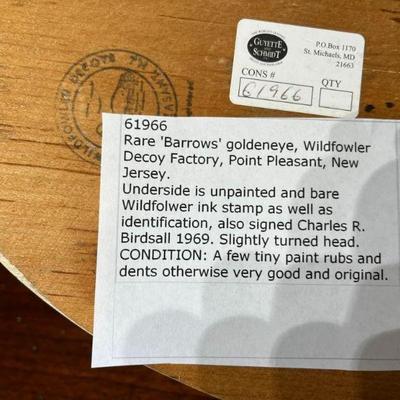 GUYETTE
and
SCHMIDT
P.O.Box 1170
St. Michaels, MD
21663
CONS #
QTY
61966
61966
Rare 'Barrows' goldeneye, Wildfowler
Decoy Factory, Point Pleasant, New
Jersey.
Underside is unpainted and bare
Wildfolwer ink stamp as well as
identification, also signed Charles R.
Birdsall 1969. Slightly turned head.
CONDITION: A few tiny paint rubs and
dents otherwise very good and original.